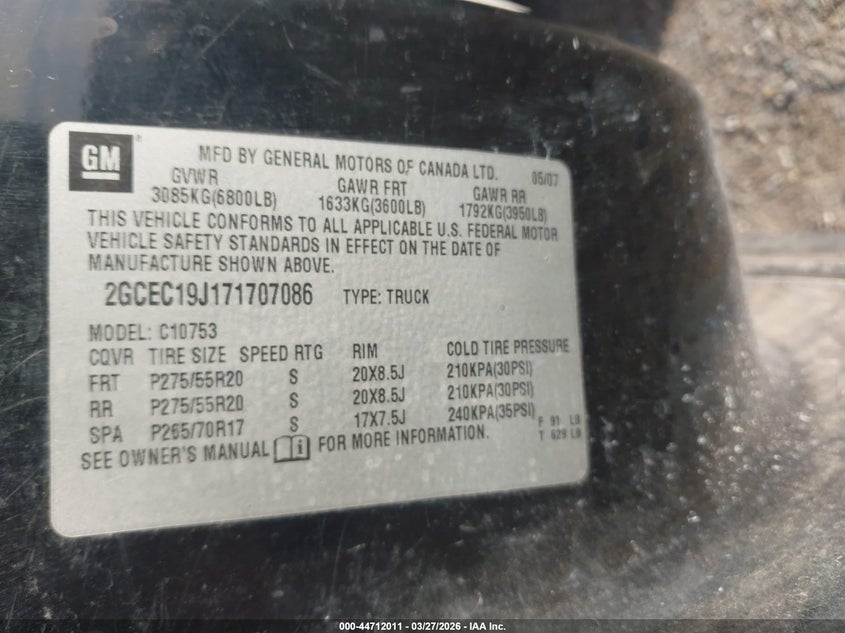 GM
MFD BY GENERAL MOTORS OF CANADA LTD. 05/07
GVWR GAWR FRT GAWR RR
3085KG(6800LB) 1633KG(3600LB) 1792KG(3950LB)
THIS VEHICLE CONFORMS TO ALL APPLICABLE U.S. FEDERAL MOTOR
VEHICLE SAFETY STANDARDS IN EFFECT ON THE DATE OF
MANUFACTURE SHOWN ABOVE.
2GCEC19J171707086 TYPE: TRUCK
MODEL: C10753
CQVR TIRE SIZE SPEED RTG RIM COLD TIRE PRESSURE
FRT P275/55R20 S 20X8.5J 210KPA(30PSI)
RR P275/55R20 S 20X8.5J 210KPA(30PSI)
SPA P265/70R17 S 17X7.5J 240KPA(35PSI)
F 91 LB
T 629 LB
SEE OWNER'S MANUAL FOR MORE INFORMATION.
000-44712011 — 03/27/2026 — IAA Inc.